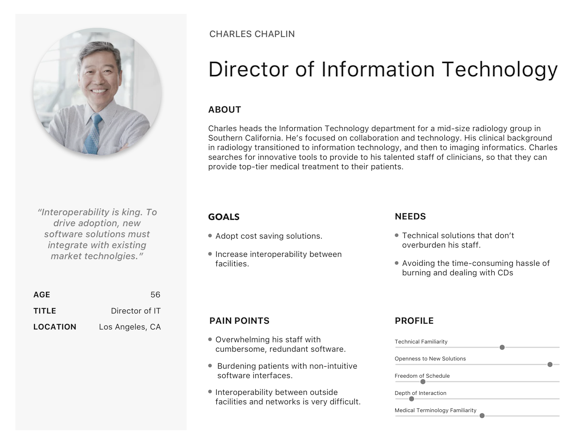 CHARLES CHAPLIN
Director of Information Technology
ABOUT
Charles heads the Information Technology department for a mid-size radiology group in
Southern California. He's focused on collaboration and technology. His clinical background
in radiology transitioned to information technology, and then to imaging informatics. Charles
searches for innovative tools to provide to his talented staff of clinicians, so that they can
provide top-tier medical treatment to their patients.
“Interoperability is king. To
drive adoption, new
software solutions must
integrate with existing
market technolgies.”
AGE 56
TITLE Director of IT
LOCATION Los Angeles, CA
GOALS
• Adopt cost saving solutions.
• Increase interoperability between
facilities.
NEEDS
• Technical solutions that don’t
overburden his staff.
• Avoiding the time-consuming hassle of
burning and dealing with CDs
PAIN POINTS
• Overwhelming his staff with
cumbersome, redundant software.
• Burdening patients with non-intuitive
software interfaces.
• Interoperability between outside
facilities and networks is very difficult.
PROFILE
Technical Familiarity
Openness to New Solutions
Freedom of Schedule
Depth of Interaction
Medical Terminology Familiarity